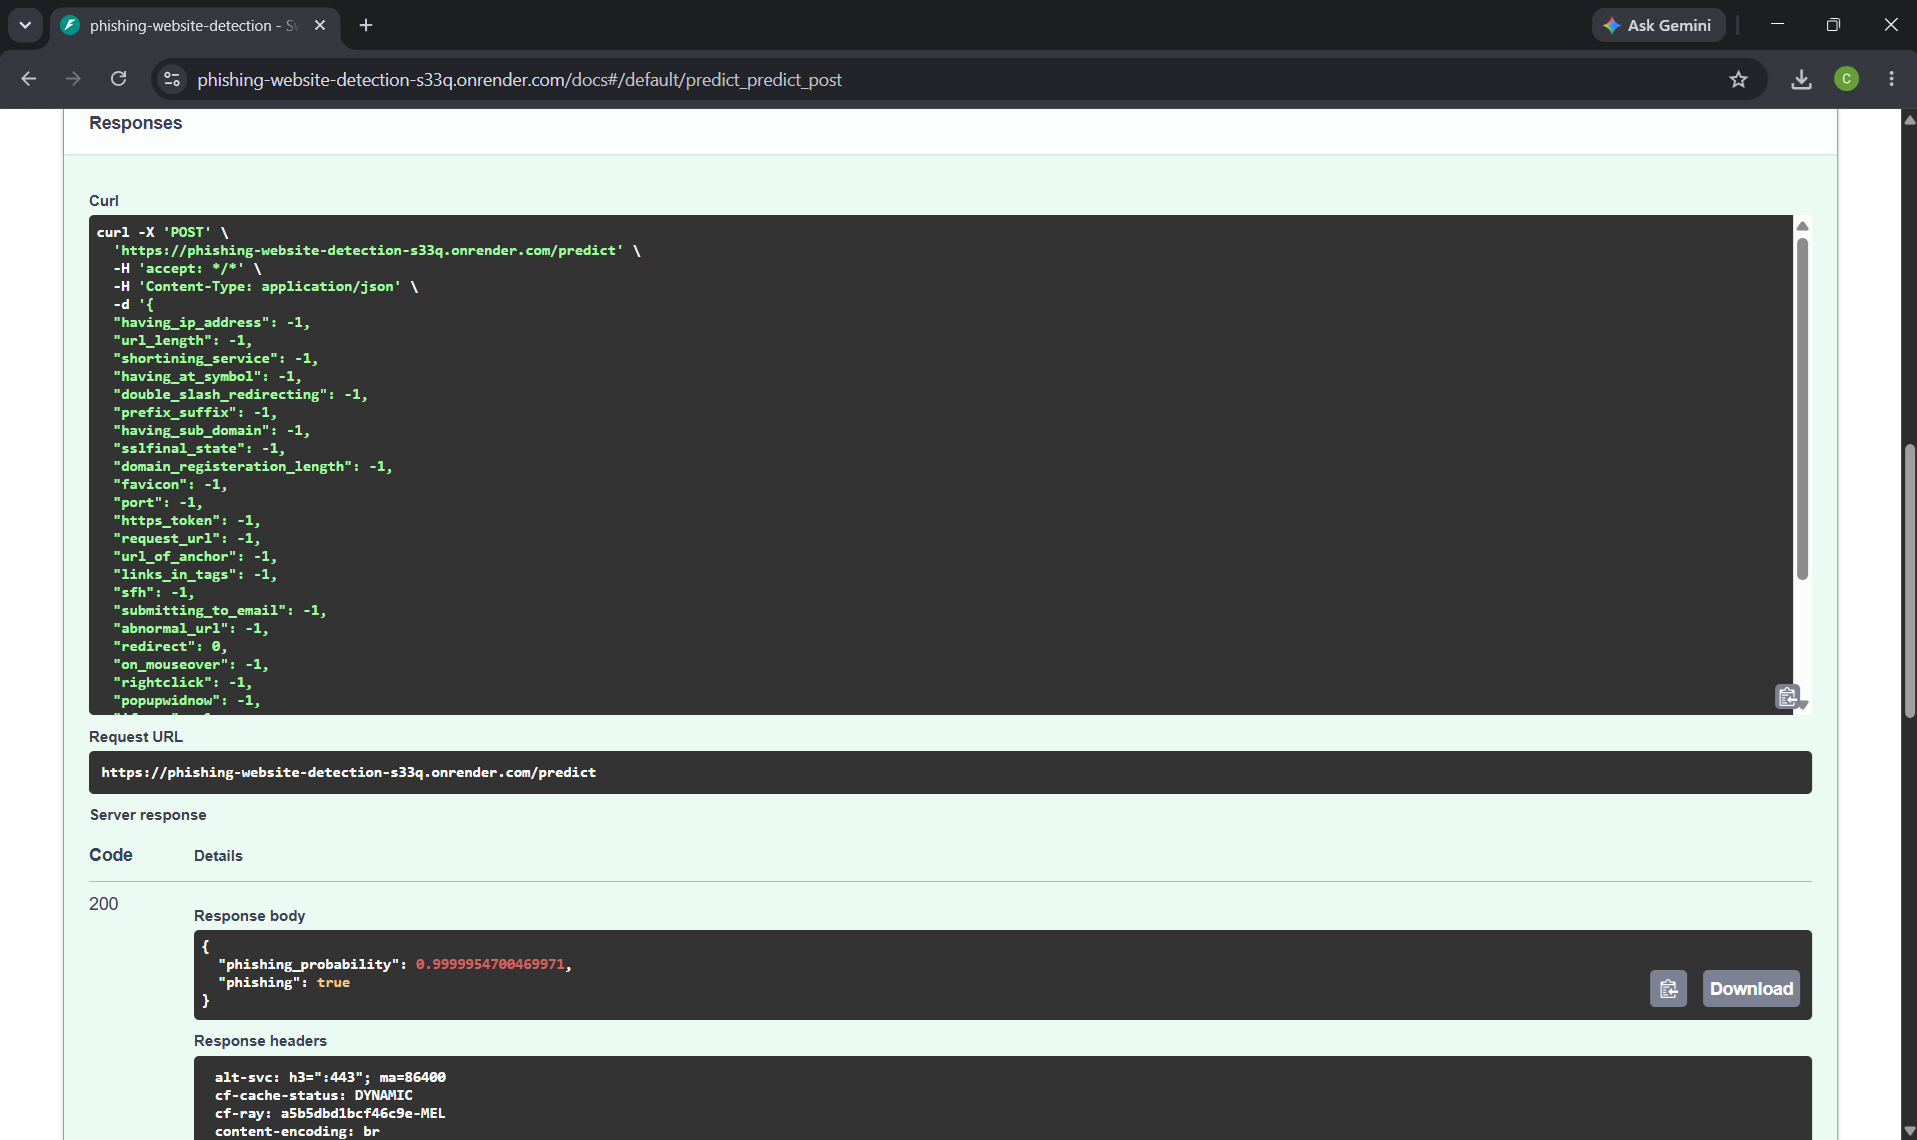 phishing-website-detection - Sw
Ask Gemini
phishing-website-detection-s33q.onrender.com/docs#/default/predict_predict_post
C
Responses
Curl
curl -X 'POST' \
'https://phishing-website-detection-s33q.onrender.com/predict' \
-H 'accept: */*' \
-H 'Content-Type: application/json' \
-d '{
"having_ip_address": -1,
"url_length": -1,
"shortining_service": -1,
"having_at_symbol": -1,
"double_slash_redirecting": -1,
"prefix_suffix": -1,
"having_sub_domain": -1,
"sslfinal_state": -1,
"domain_registeration_length": -1,
"favicon": -1,
"port": -1,
"https_token": -1,
"request_url": -1,
"url_of_anchor": -1,
"links_in_tags": -1,
"sfh": -1,
"submitting_to_email": -1,
"abnormal_url": -1,
"redirect": 0,
"on_mouseover": -1,
"rightclick": -1,
"popupwidnow": -1,
Request URL
https://phishing-website-detection-s33q.onrender.com/predict
Server response
Code Details
200
Response body
{
"phishing_probability": 0.9999954700469971,
"phishing": true
}
Download
Response headers
alt-svc: h3=":443"; ma=86400
cf-cache-status: DYNAMIC
cf-ray: a5b5dbd1bcf46c9e-MEL
content-encoding: br